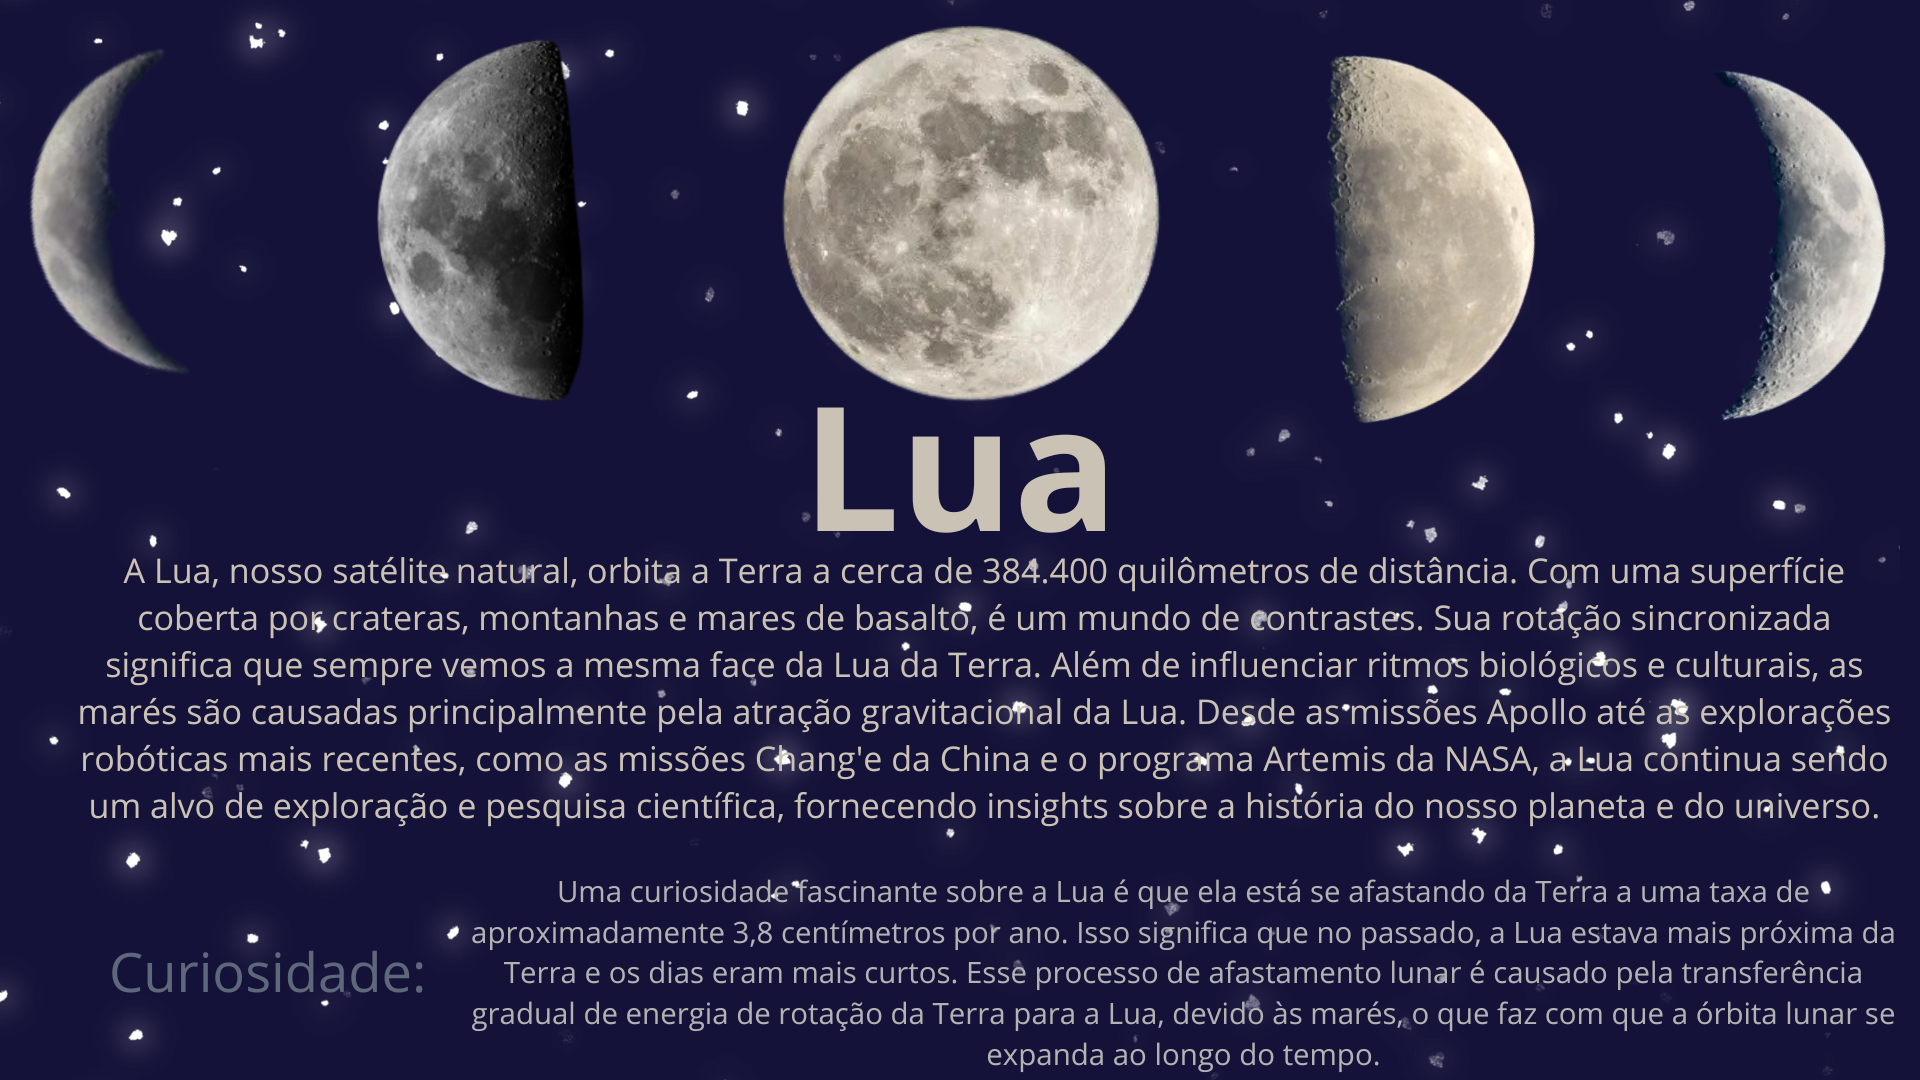 Lua
A Lua, nosso satélite natural, orbita a Terra a cerca de 384.400 quilômetros de distância. Com uma superfície
coberta por crateras, montanhas e mares de basalto, é um mundo de contrastes. Sua rotação sincronizada
significa que sempre vemos a mesma face da Lua da Terra. Além de influenciar ritmos biológicos e culturais, as
marés são causadas principalmente pela atração gravitacional da Lua. Desde as missões Apollo até as explorações
robóticas mais recentes, como as missões Chang'e da China e o programa Artemis da NASA, a Lua continua sendo
um alvo de exploração e pesquisa científica, fornecendo insights sobre a história do nosso planeta e do universo.
Curiosidade:
Uma curiosidade fascinante sobre a Lua é que ela está se afastando da Terra a uma taxa de
aproximadamente 3,8 centímetros por ano. Isso significa que no passado, a Lua estava mais próxima da
Terra e os dias eram mais curtos. Esse processo de afastamento lunar é causado pela transferência
gradual de energia de rotação da Terra para a Lua, devido às marés, o que faz com que a órbita lunar se
expanda ao longo do tempo.